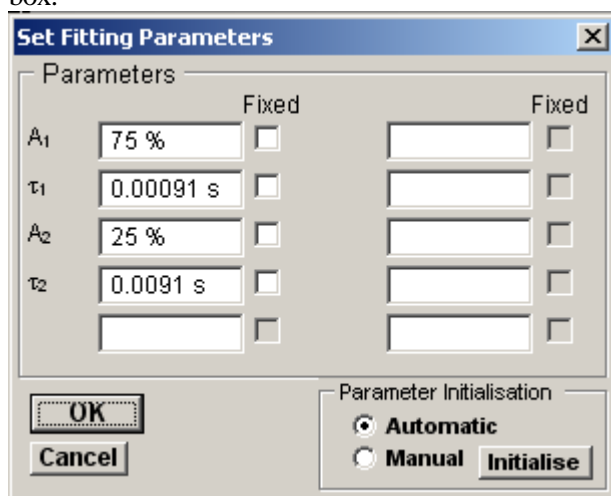 box.
Set Fitting Parameters
Parameters
Fixed Fixed
A1 75 %
τ1 0.00091 s
A2 25 %
τ2 0.0091 s
OK
Cancel
Parameter Initialisation
Automatic
Manual Initialise